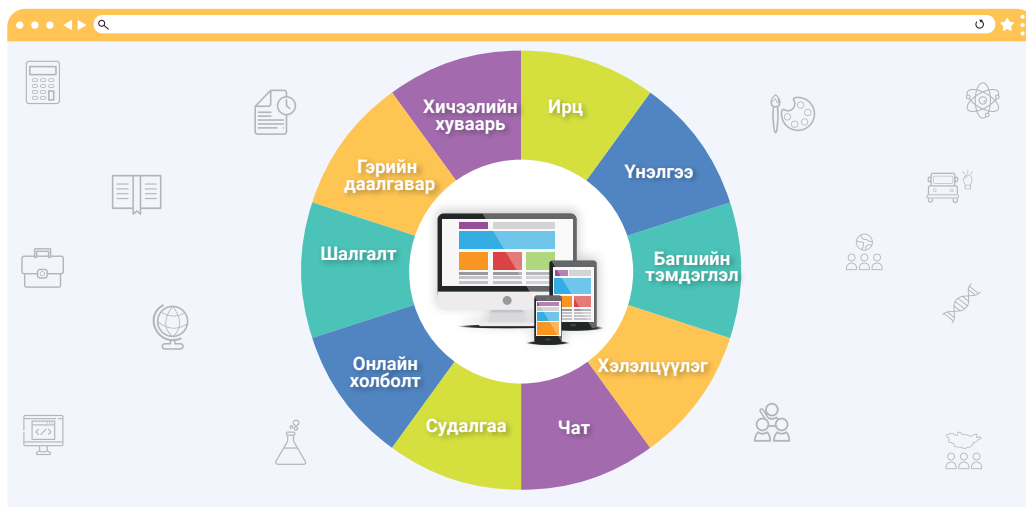 Хичээлийн
хуваарь
Ирц
Үнэлгээ
Багшийн
тэмдэглэл
Хэлэлцүүлэг
Чат
Судалгаа
Онлайн
холболт
Шалгалт
Гэрийн
даалгавар